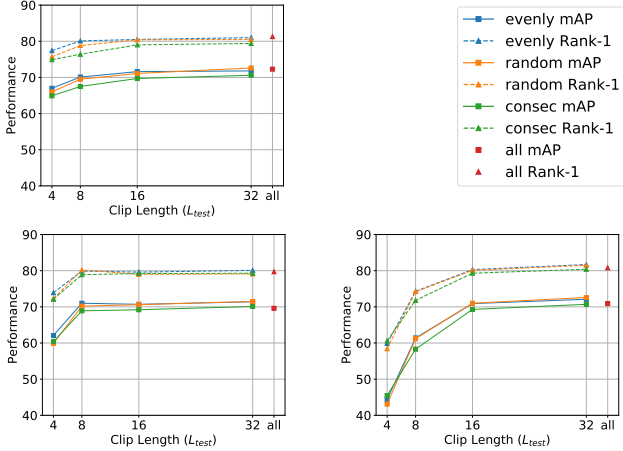 90
80
70
60
50
40
Performance
4 8 16 32 all
Clip Length (L_test)
evenly mAP
evenly Rank-1
random mAP
random Rank-1
consec mAP
consec Rank-1
all mAP
all Rank-1
90
80
70
60
50
40
Performance
4 8 16 32 all
Clip Length (L_test)
90
80
70
60
50
40
Performance
4 8 16 32 all
Clip Length (L_test)